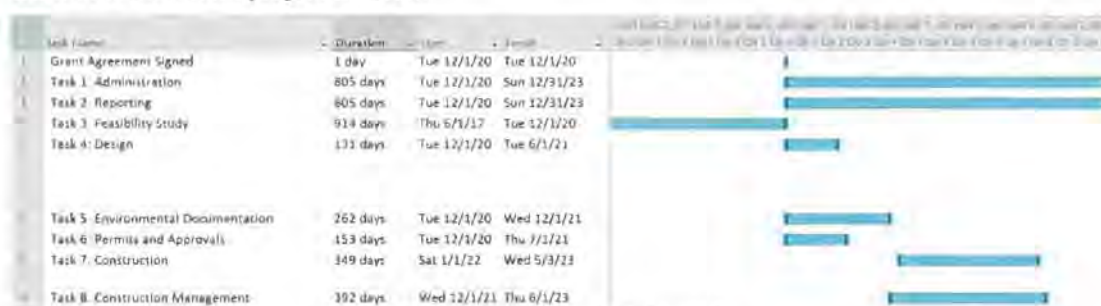 Task Name Duration Start Finish
Grant Agreement Signed 1 day Tue 12/1/20 Tue 12/1/20
Task 1 Administration 805 days Tue 12/1/20 Sun 12/31/23
Task 2 Reporting 805 days Tue 12/1/20 Sun 12/31/23
Task 3 Feasibility Study 914 days Thu 6/1/17 Tue 12/1/20
Task 4: Design 131 days Tue 12/1/20 Tue 6/1/21
Task 5 Environmental Documentation 262 days Tue 12/1/20 Wed 12/1/21
Task 6 Permits and Approvals 153 days Tue 12/1/20 Thu 7/1/21
Task 7. Construction 349 days Sat 1/1/22 Wed 5/3/23
Task 8 Construction Management 392 days Wed 12/1/21 Thu 6/1/23